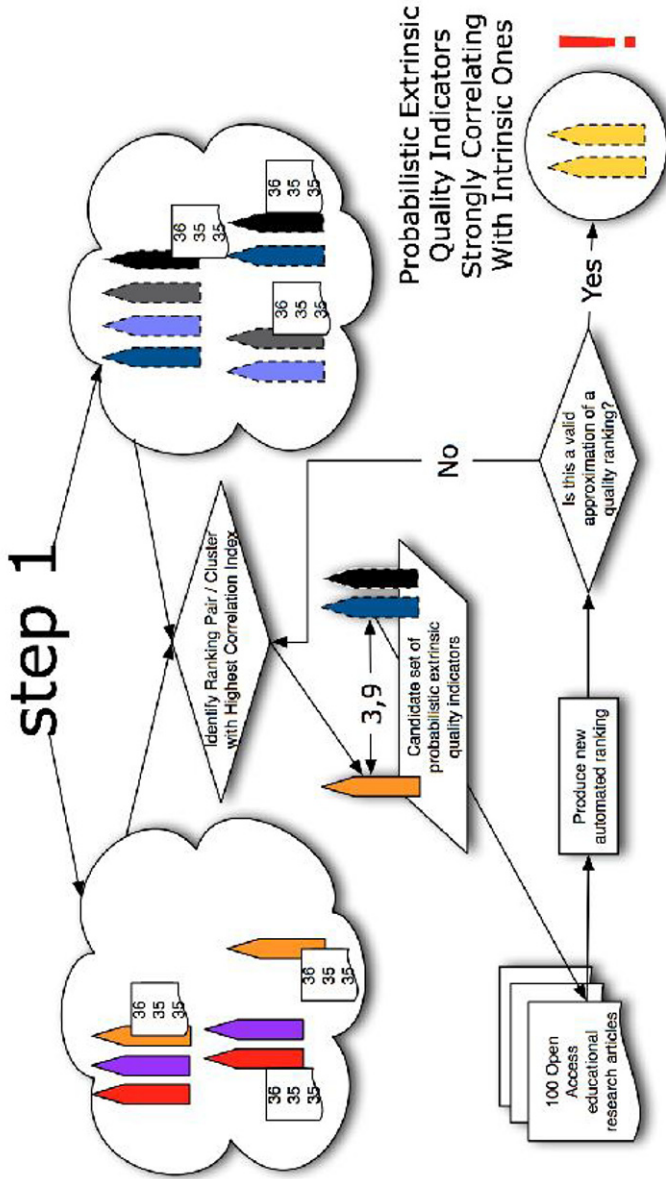 step 1
36
35
35
36
35
35
36
35
35
36
35
35
36
35
35
36
35
35
Identify Ranking Pair / Cluster
with Highest Correlation Index
3,9
Candidate set of
probabilistic extrinsic
quality indicators
No
Probabilistic Extrinsic
Quality Indicators
Strongly Correlating
With Intrinsic Ones
!
100 Open
Access
educational
research articles
Produce new
automated ranking
Is this a valid
approximation of a
quality ranking?
Yes